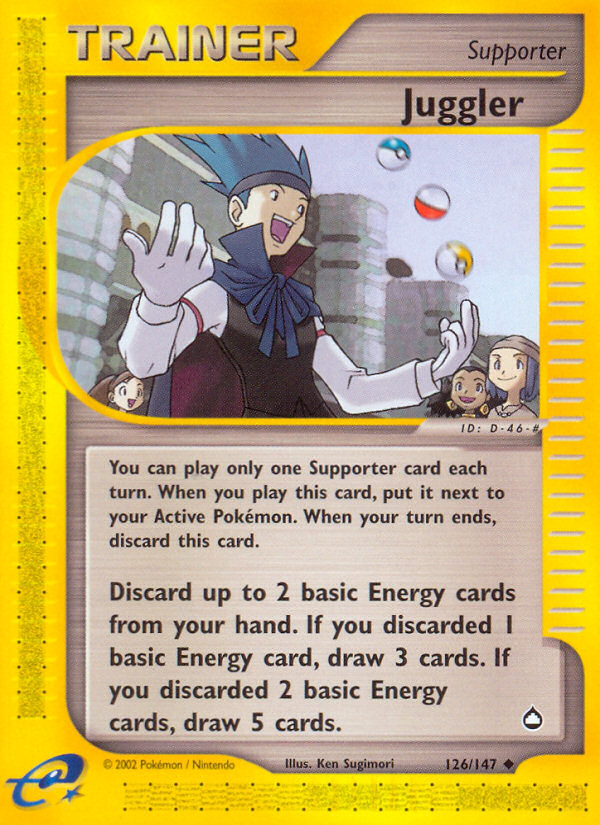 TRAINER
Supporter
Juggler
ID: D-46-#
You can play only one Supporter card each
turn. When you play this card, put it next to
your Active Pokémon. When your turn ends,
discard this card.
Discard up to 2 basic Energy cards
from your hand. If you discarded 1
basic Energy card, draw 3 cards. If
you discarded 2 basic Energy
cards, draw 5 cards.
© 2002 Pokémon / Nintendo
Illus. Ken Sugimori
126/147
e